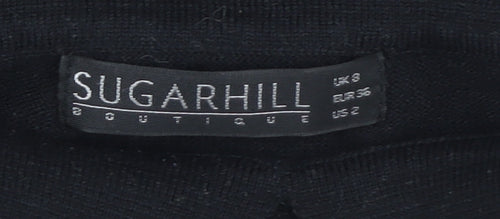 SUGARHILL
BOUTIQUE
UK 8
EUR 36
US 2